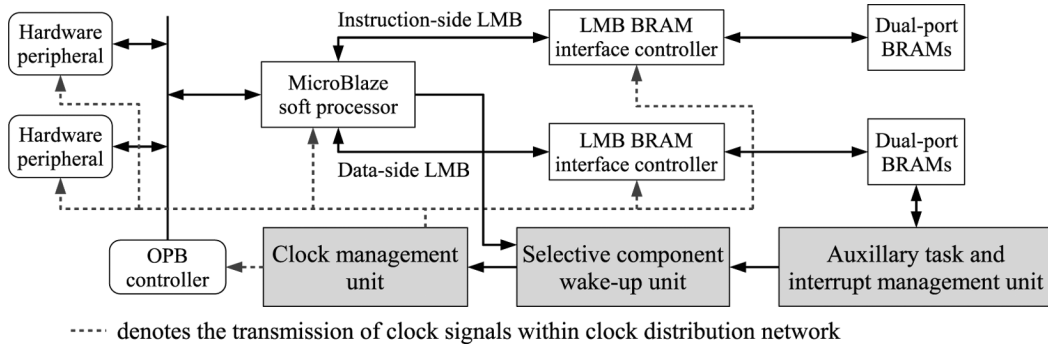 Hardware
peripheral
Instruction-side LMB
LMB BRAM
interface controller
Dual-port
BRAMs
MicroBlaze
soft processor
Hardware
peripheral
Data-side LMB
LMB BRAM
interface controller
Dual-port
BRAMs
OPB
controller
Clock management
unit
Selective component
wake-up unit
Auxillary task and
interrupt management unit
denotes the transmission of clock signals within clock distribution network